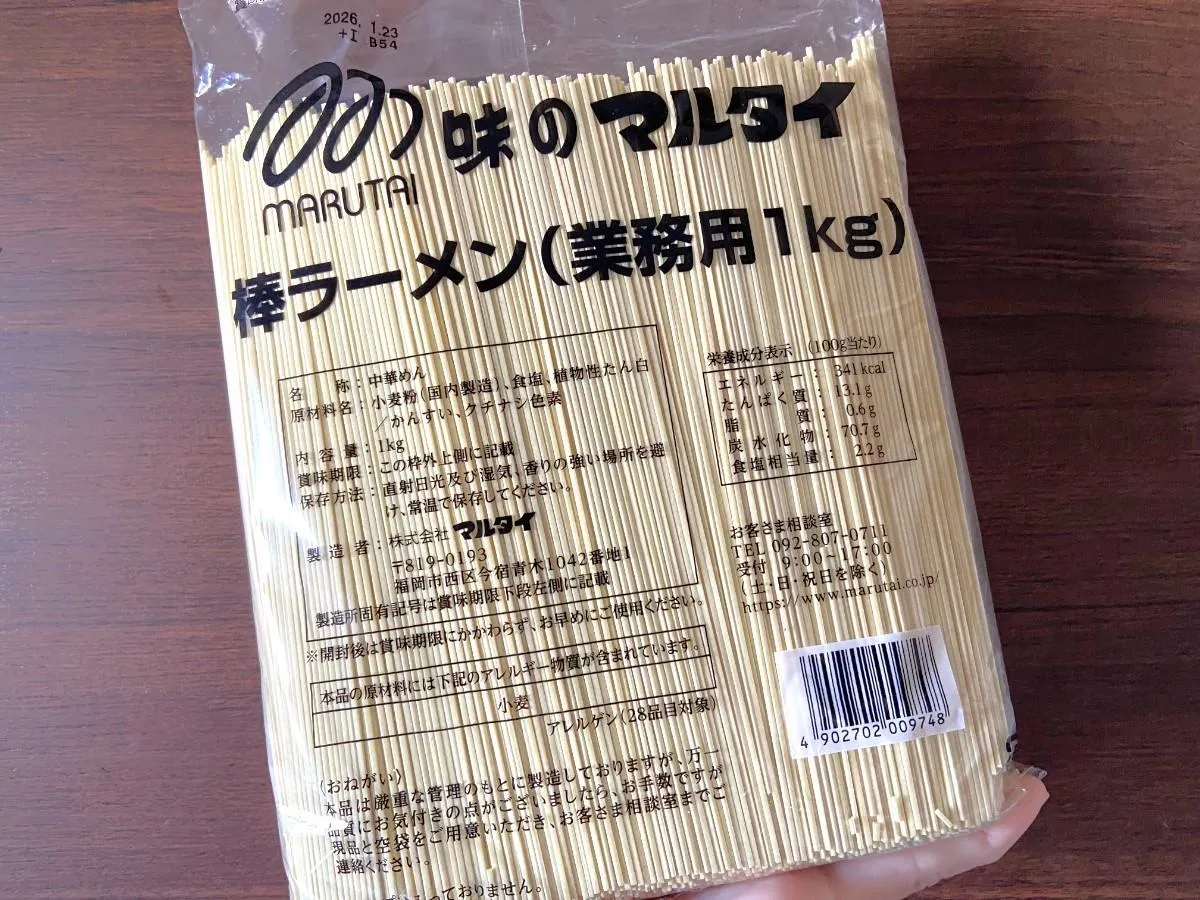 2026. 1.23
+I B54
味のマルタイ
MARUTAI
棒ラーメン(業務用1kg)
名称:中華めん
原材料名:小麦粉(国内製造)、食塩、植物性たん白
/かんすい、クチナシ色素
内容量:1kg
賞味期限:この枠外上側に記載
保存方法:直射日光及び湿気、香りの強い場所を避
け、常温で保存してください。
製造者:株式会社マルタイ
〒819-0193
福岡市西区今宿青木1042番地1
製造所固有記号は賞味期限下段左側に記載
※開封後は賞味期限にかかわらず、お早めにご使用ください。
本品の原材料には下記のアレルギー物質が含まれています。
小麦
アレルゲン(28品目対象)
〈おねがい〉
本品は厳重な管理のもとに製造しておりますが、万一
品質にお気付きの点がございましたら、お手数ですが
現品と空袋をご用意いただき、お客さま相談室までご
連絡ください。
っておりません。
栄養成分表示 (100g当たり)
エネルギー: 341kcal
たんぱく質: 13.1g
脂質: 0.6g
炭水化物: 70.7g
食塩相当量: 2.2g
お客さま相談室
TEL 092-807-0711
受付 9:00~17:00
(土・日・祝日を除く)
https://www.marutai.co.jp/
4 902702 009748